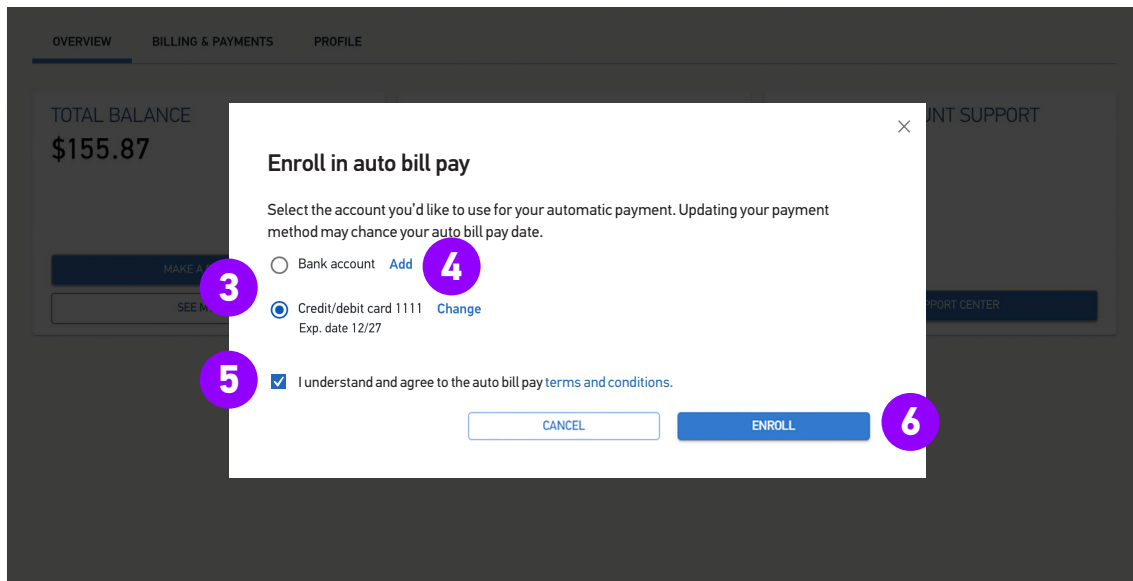 OVERVIEW BILLING & PAYMENTS PROFILE
TOTAL BALANCE
$155.87
SUPPORT
Enroll in auto bill pay
Select the account you'd like to use for your automatic payment. Updating your payment
method may chance your auto bill pay date.
Bank account Add 4
3
MAKE A
Credit/debit card 1111 Change
SEE
Exp. date 12/27
CENTER
5 I understand and agree to the auto bill pay terms and conditions.
CANCEL ENROLL 6